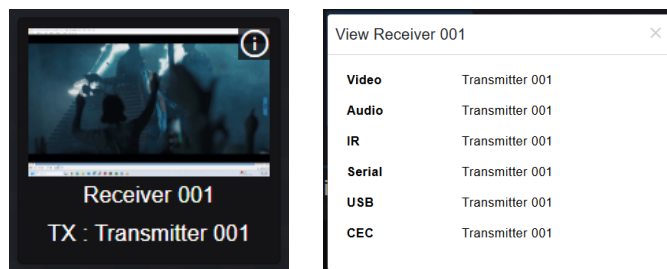 Receiver 001
TX : Transmitter 001
View Receiver 001
Video Transmitter 001
Audio Transmitter 001
IR Transmitter 001
Serial Transmitter 001
USB Transmitter 001
CEC Transmitter 001